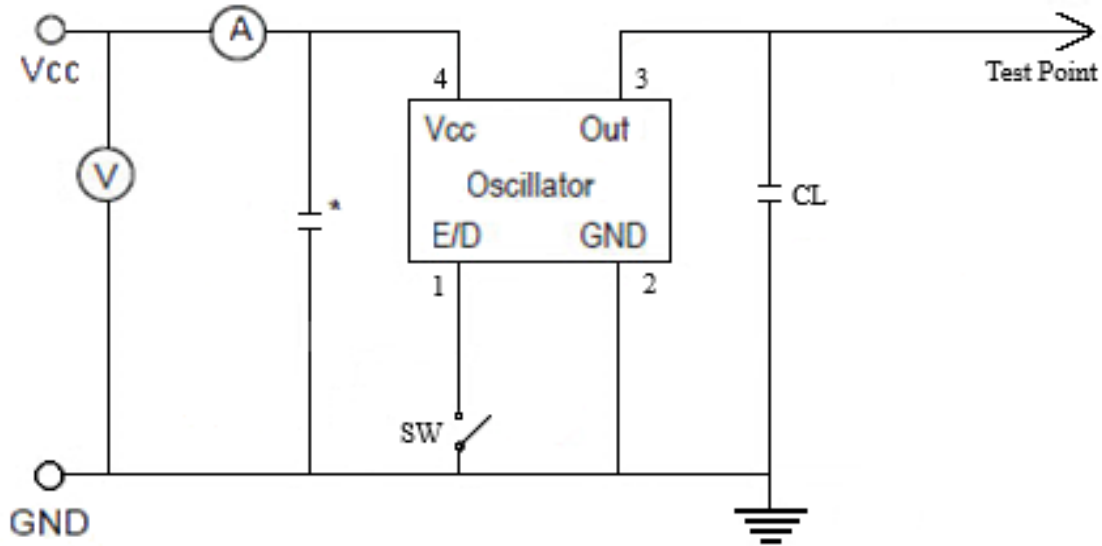 A
Vcc
4
3
Test Point
Vcc
Out
V
Oscillator
*
CL
E/D
GND
1
2
SW
GND